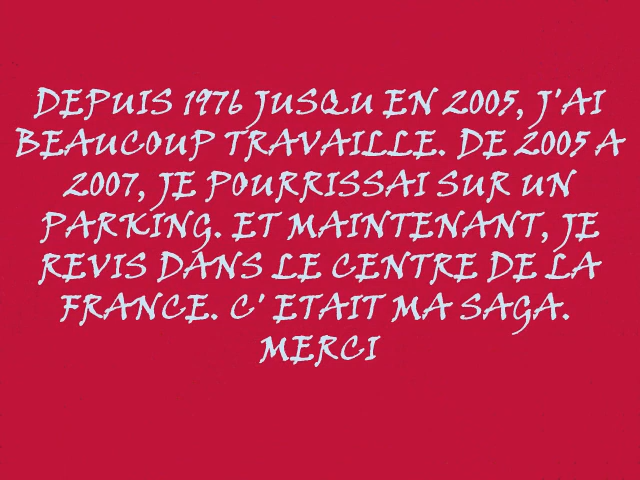 DEPUIS 1976 JUSQU EN 2005, J'AI
BEAUCOUP TRAVAILLE. DE 2005 A
2007, JE POURRISSAI SUR UN
PARKING. ET MAINTENANT, JE
REVIS DANS LE CENTRE DE LA
FRANCE. C' ETAIT MA SAGA.
MERCI